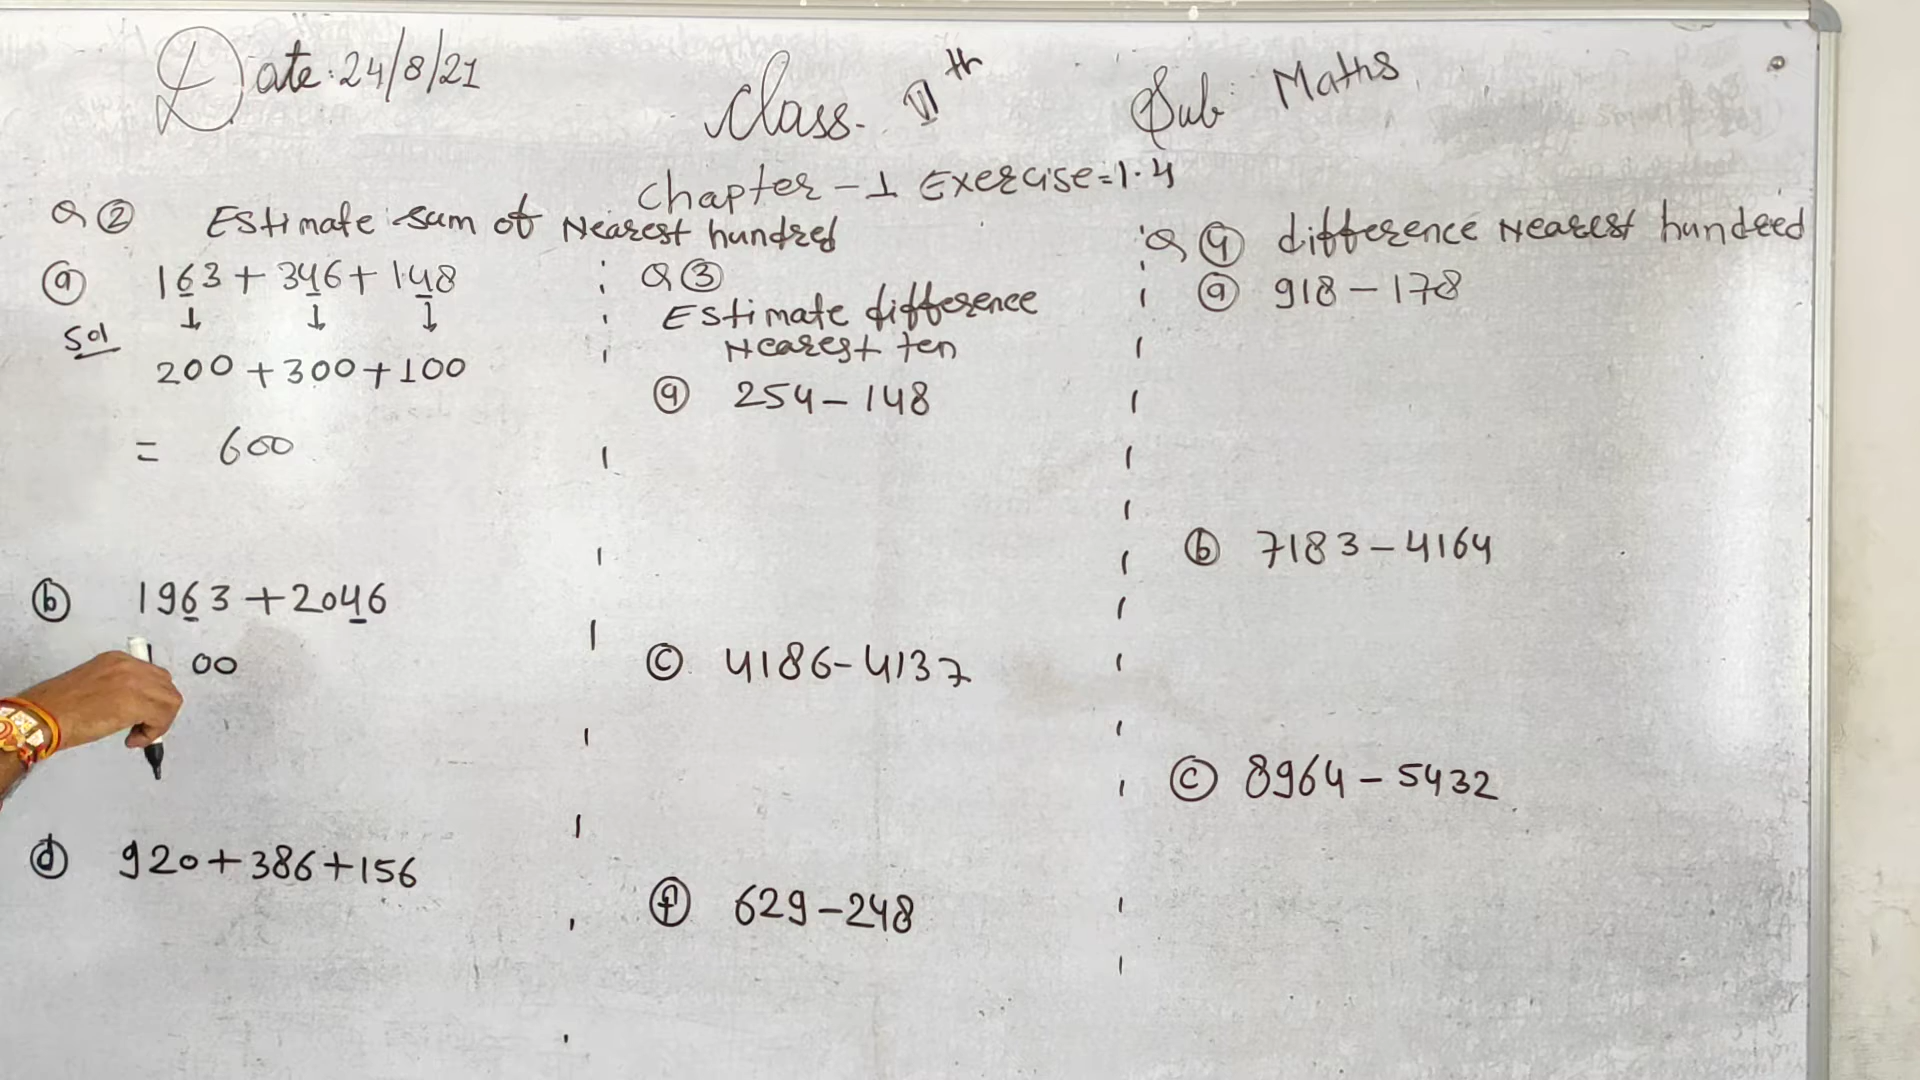 Date: 24/8/21
Class. VIth
Sub: Maths
Chapter - 1 Exercise = 1.4
Q (2) Estimate sum of Nearest hundred
(a) 163 + 346 + 148
Sol
200 + 300 + 100
= 600
(b) 1963 + 2046
00
(d) 920 + 386 + 156
Q (3)
Estimate difference
Nearest ten
(a) 254 - 148
(c) 4186 - 4137
(f) 629 - 248
Q (4) difference Nearest hundred
(a) 918 - 178
(b) 7183 - 4164
(c) 8964 - 5432